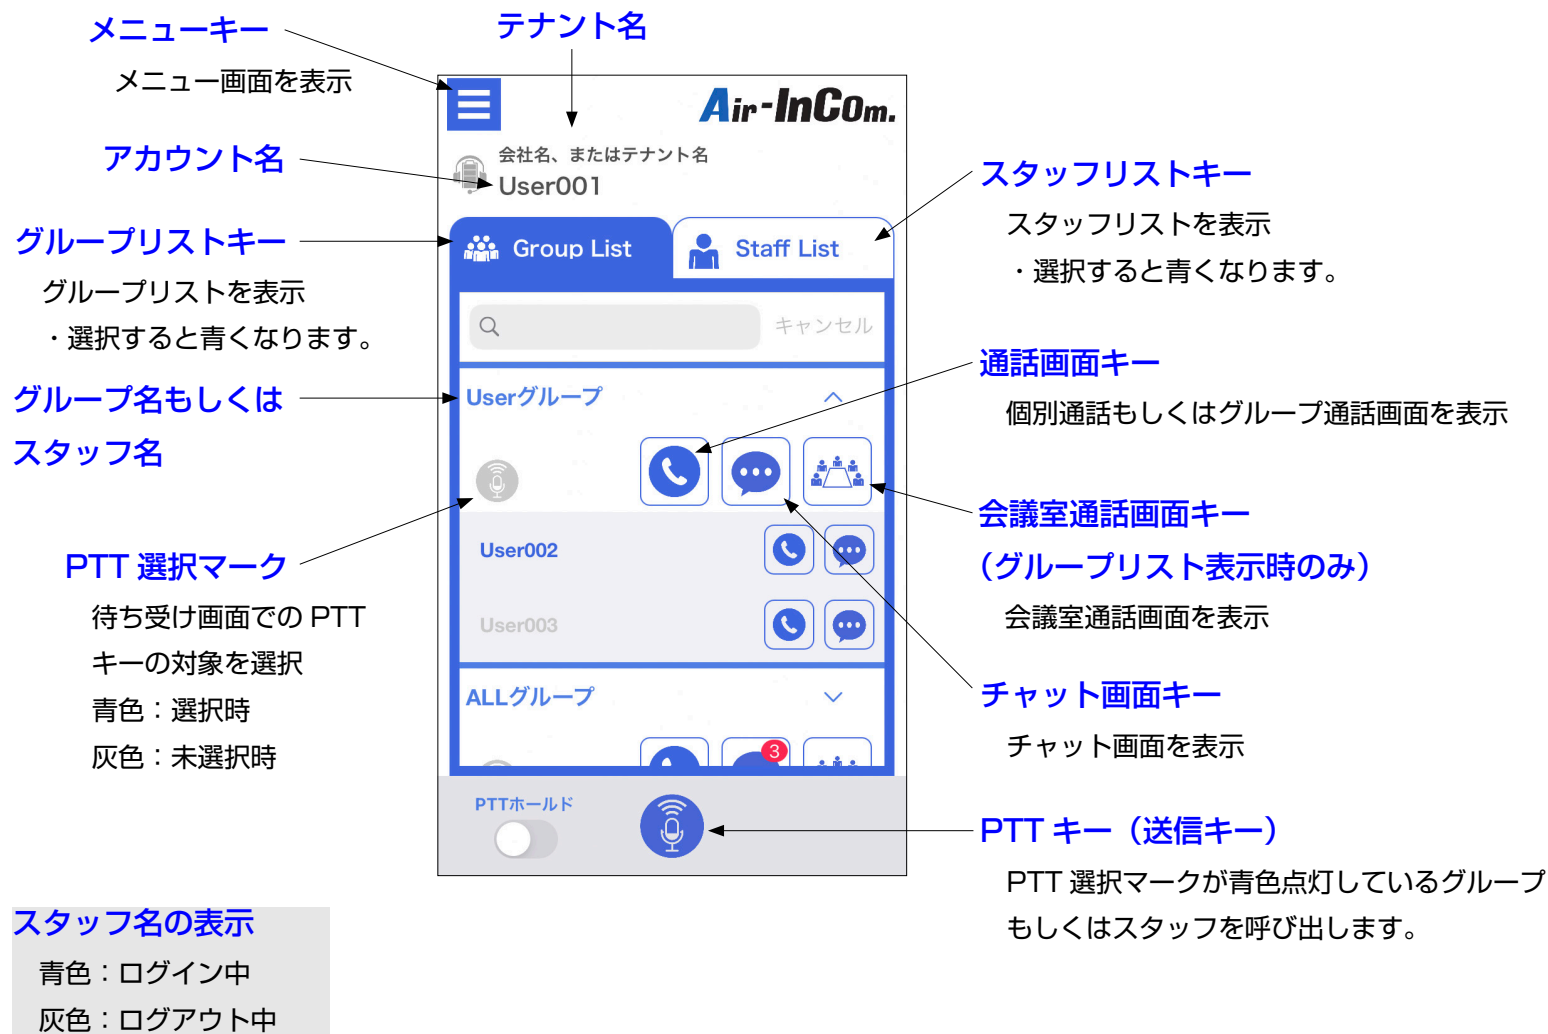 メニューキー
メニュー画面を表示
テナント名
Air-InCom.
アカウント名
会社名、またはテナント名
User001
グループリストキー
グループリストを表示
・選択すると青くなります。
Group List
Staff List
スタッフリストキー
スタッフリストを表示
・選択すると青くなります。
キャンセル
グループ名もしくは
スタッフ名
Userグループ
通話画面キー
個別通話もしくはグループ通話画面を表示
PTT 選択マーク
待ち受け画面での PTT
キーの対象を選択
青色：選択時
灰色：未選択時
User002
User003
会議室通話画面キー
（グループリスト表示時のみ）
会議室通話画面を表示
ALLグループ
3
チャット画面キー
チャット画面を表示
PTTホールド
PTT キー（送信キー）
PTT 選択マークが青色点灯しているグループ
もしくはスタッフを呼び出します。
スタッフ名の表示
青色：ログイン中
灰色：ログアウト中